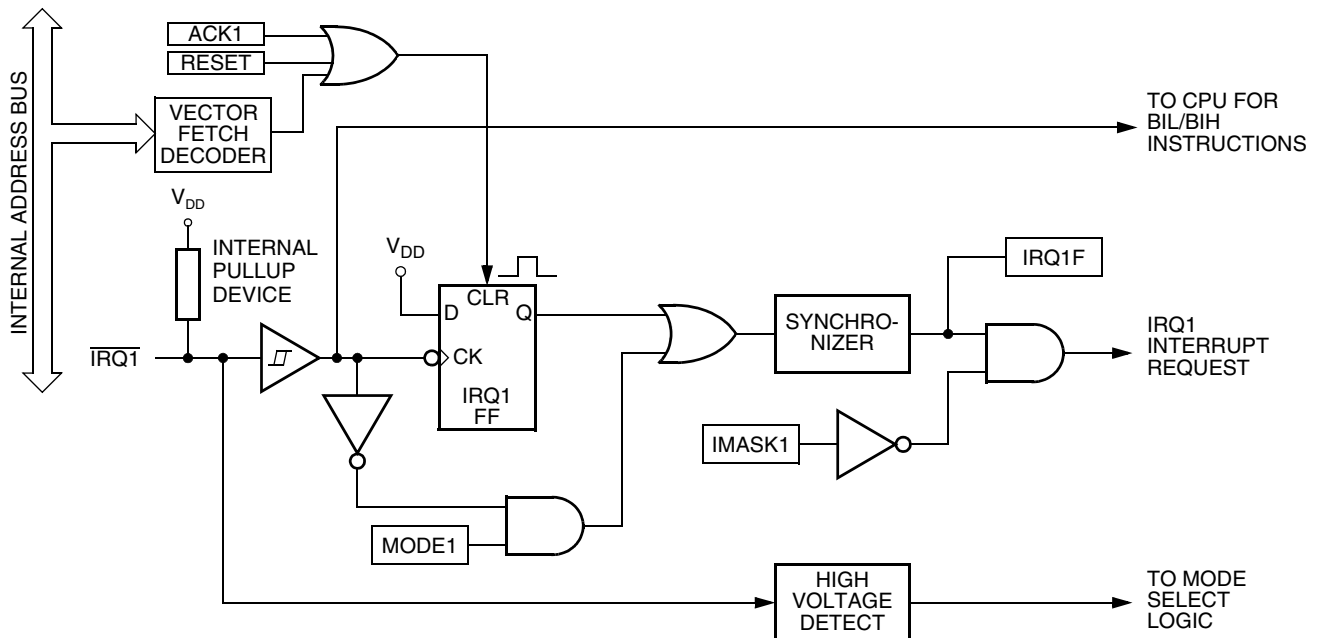 INTERNAL ADDRESS BUS
ACK1
RESET
VECTOR
FETCH
DECODER
TO CPU FOR
BIL/BIH
INSTRUCTIONS
VDD
INTERNAL
PULLUP
DEVICE
VDD
CLR
D
Q
CK
IRQ1
FF
IRQ1
SYNCHRO-
NIZER
IRQ1F
IRQ1
INTERRUPT
REQUEST
IMASK1
MODE1
HIGH
VOLTAGE
DETECT
TO MODE
SELECT
LOGIC